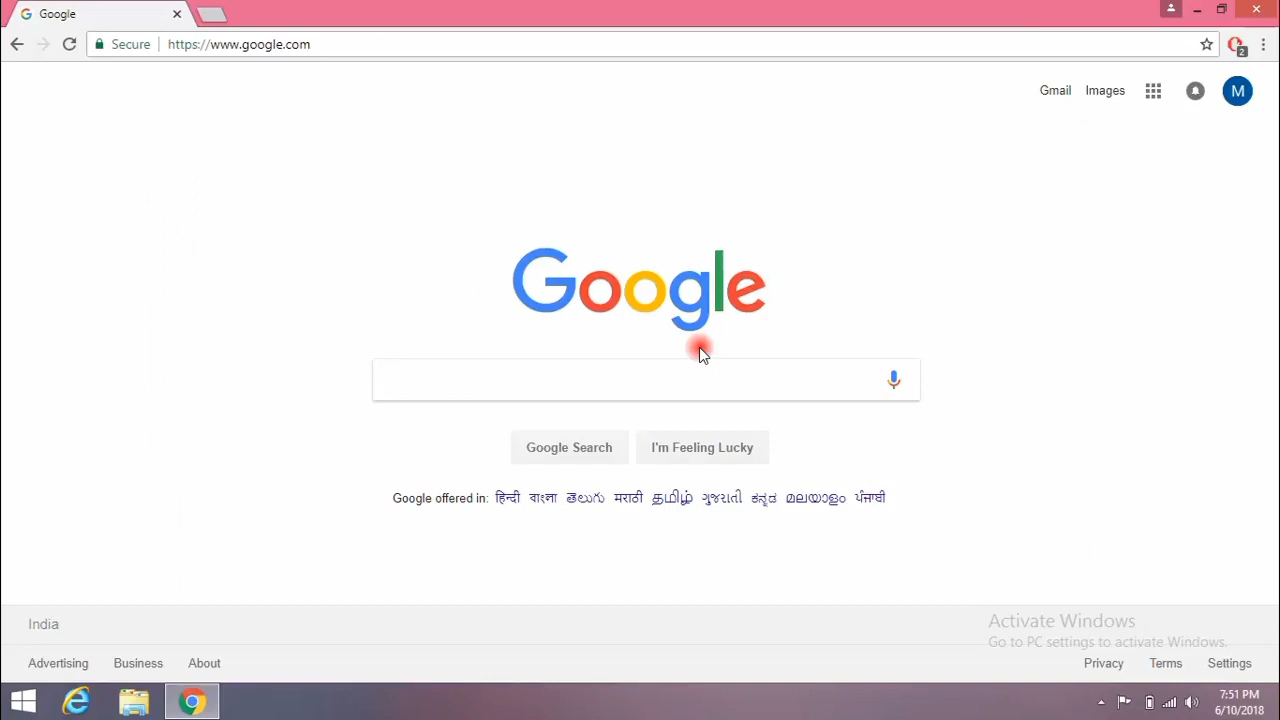 Google
Secure https://www.google.com
2
Gmail Images M
Google
Google Search I'm Feeling Lucky
Google offered in: हिन्दी বাংলা తెలుగు मराठी தமிழ் ગુજરાતી ಕನ್ನಡ മലയാളം ਪੰਜਾਬੀ
India
Activate Windows
Go to PC settings to activate Windows.
Advertising Business About Privacy Terms Settings
7:51 PM
6/10/2018